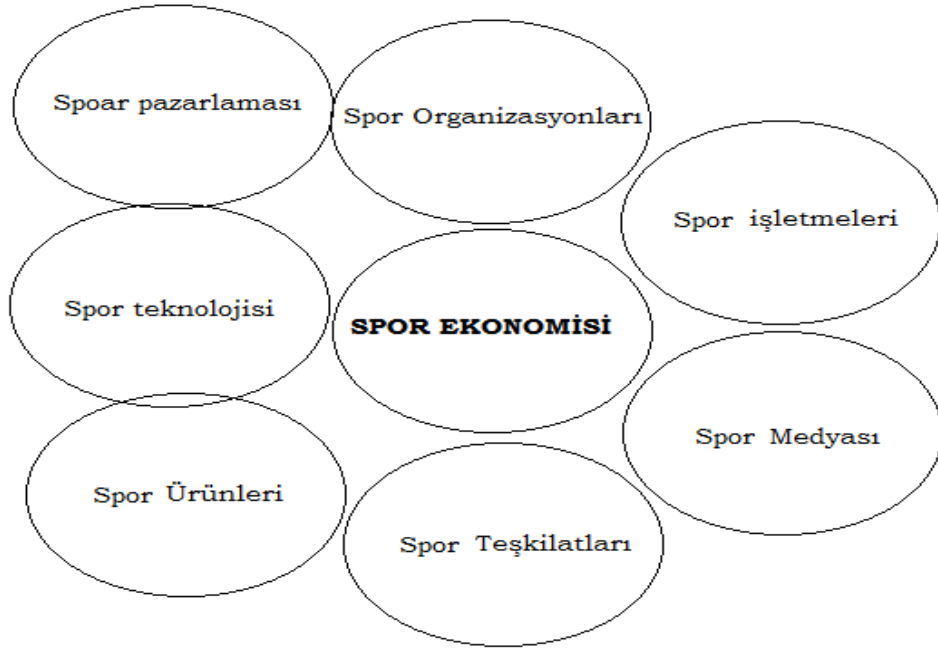 Spoar pazarlaması
Spor Organizasyonları
Spor işletmeleri
Spor teknolojisi
SPOR EKONOMİSİ
Spor Medyası
Spor Ürünleri
Spor Teşkilatları